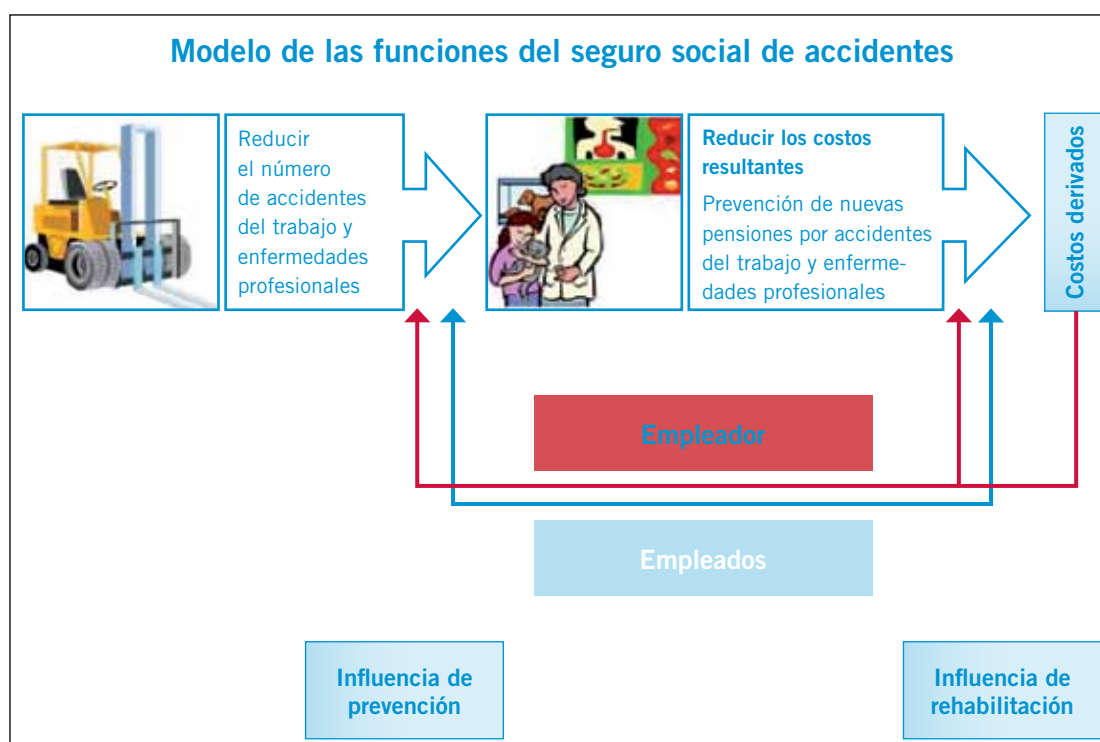 Modelo de las funciones del seguro social de accidentes
Reducir
el número
de accidentes
del trabajo y
enfermedades
profesionales
Reducir los costos
resultantes
Prevención de nuevas
pensiones por accidentes
del trabajo y enferme-
dades profesionales
Costos derivados
Empleador
Empleados
Influencia de
prevención
Influencia de
rehabilitación